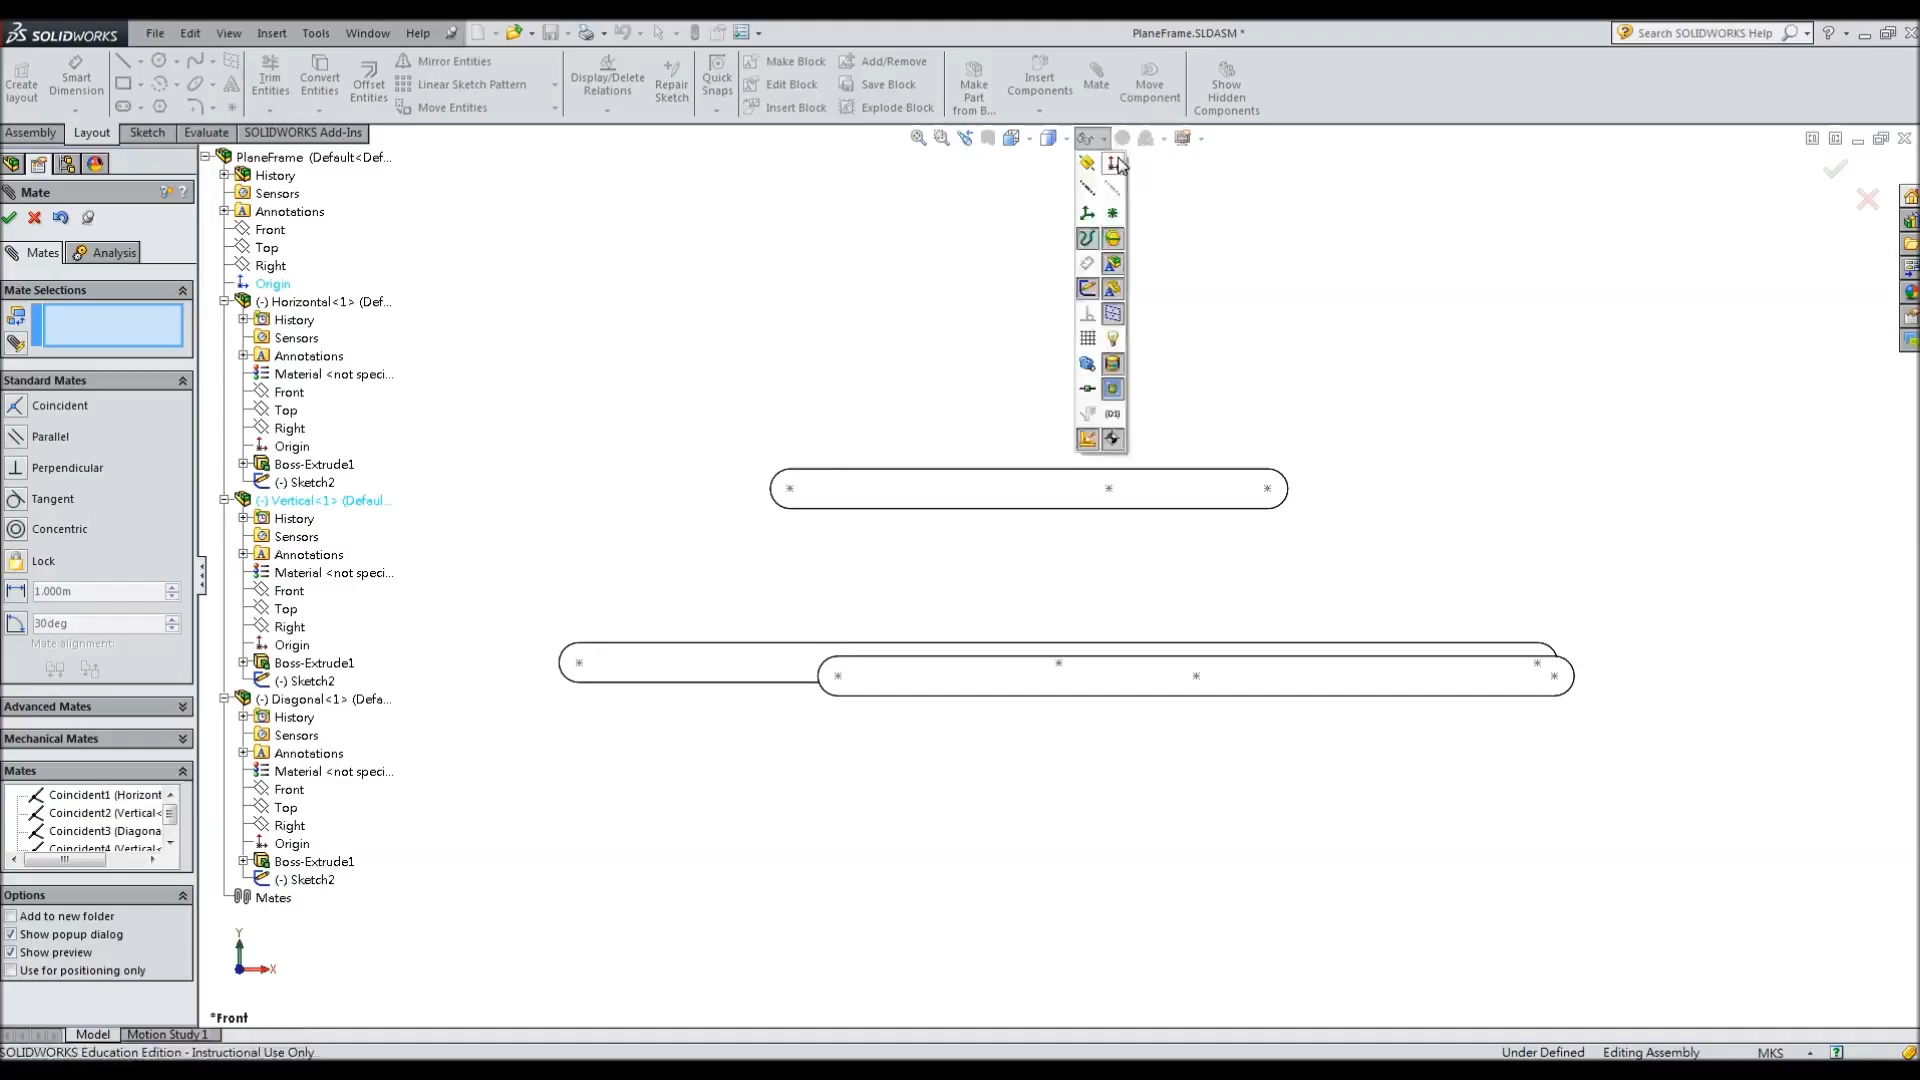 SOLIDWORKS
File Edit View Insert Tools Window Help
PlaneFrame.SLDASM *
Search SOLIDWORKS Help
Create layout
Smart Dimension
Trim Entities
Convert Entities
Offset Entities
Mirror Entities
Linear Sketch Pattern
Move Entities
Display/Delete Relations
Repair Sketch
Quick Snaps
Make Block
Edit Block
Insert Block
Add/Remove
Save Block
Explode Block
Make Part from B...
Insert Components
Mate
Move Component
Show Hidden Components
Assembly Layout Sketch Evaluate SOLIDWORKS Add-Ins
Mate
Mates Analysis
Mate Selections
Standard Mates
Coincident
Parallel
Perpendicular
Tangent
Concentric
Lock
1.000m
30deg
Mate alignment:
Advanced Mates
Mechanical Mates
Mates
Coincident1 (Horizont
Coincident2 (Vertical<
Coincident3 (Diagona
Coincident4 (Vertical<
Options
Add to new folder
Show popup dialog
Show preview
Use for positioning only
PlaneFrame (Default<Def...
History
Sensors
Annotations
Front
Top
Right
Origin
(-) Horizontal<1> (Def...
History
Sensors
Annotations
Material <not speci...
Front
Top
Right
Origin
Boss-Extrude1
(-) Sketch2
(-) Vertical<1> (Defaul...
History
Sensors
Annotations
Material <not speci...
Front
Top
Right
Origin
Boss-Extrude1
(-) Sketch2
(-) Diagonal<1> (Defa...
History
Sensors
Annotations
Material <not speci...
Front
Top
Right
Origin
Boss-Extrude1
(-) Sketch2
Mates
(D1)
Y
X
*Front
Model Motion Study 1
SOLIDWORKS Education Edition - Instructional Use Only
Under Defined Editing Assembly MKS